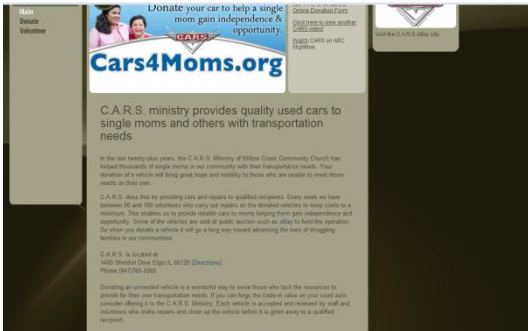 Main
Donate
Volunteer
Donate your car to help a single
mom gain independence &
opportunity.
CARS
Cars4Moms.org
Online Donation Form
Click here to view another
CARS video!
Watch CARS on ABC
Nightline
Visit the C.A.R.S eBay site
C.A.R.S. ministry provides quality used cars to
single moms and others with transportation
needs
In the last twenty-plus years, the C.A.R.S. Ministry of Willow Creek Community Church has
helped thousands of single moms in our community with their transportation needs. Your
donation of a vehicle will bring great hope and mobility to those who are unable to meet those
needs on their own.
C.A.R.S. does this by providing cars and repairs to qualified recipients. Every week we have
between 90 and 100 volunteers who carry out repairs on the donated vehicles to keep costs to a
minimum. This enables us to provide reliable cars to moms helping them gain independence and
opportunity. Some of the vehicles are sold at public auction such as eBay to fund the operation.
So when you donate a vehicle it will go a long way toward advancing the lives of struggling
families in our communities.
C.A.R.S. Is located at
Sheldon Drive Elgin IL 60120 (Directions)
Phone
Donating an unneeded vehicle is a wonderful way to serve those who lack the resources to
provide for their own transportation needs. If you can forgo the trade-in value on your used auto,
consider offering it to the C.A.R.S. Ministry. Each vehicle is accepted and reviewed by staff and
volunteers who make repairs and clean up the vehicle before it is given away to a qualified
recipient.